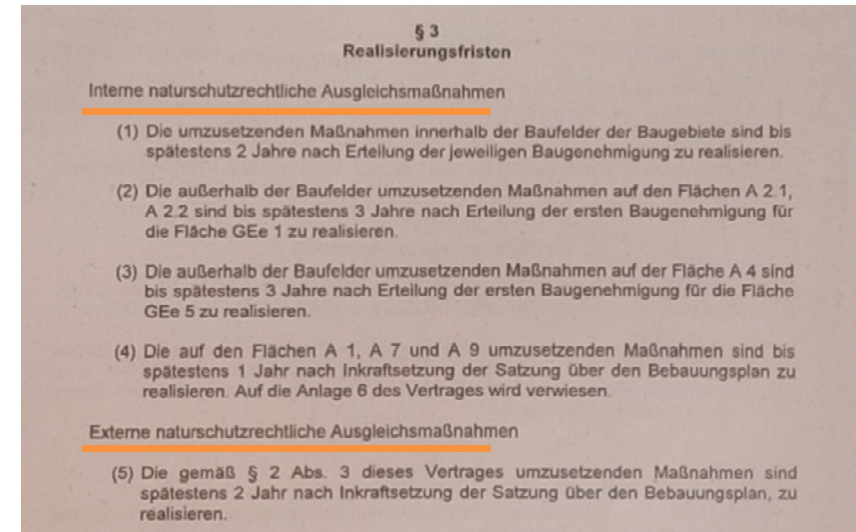 § 3
Realisierungsfristen
Interne naturschutzrechtliche Ausgleichsmaßnahmen
(1) Die umzusetzenden Maßnahmen innerhalb der Baufelder der Baugebiete sind bis
spätestens 2 Jahre nach Erteilung der jeweiligen Baugenehmigung zu realisieren.
(2) Die außerhalb der Baufelder umzusetzenden Maßnahmen auf den Flächen A 2.1,
A 2.2 sind bis spätestens 3 Jahre nach Erteilung der ersten Baugenehmigung für
die Fläche GEe 1 zu realisieren.
(3) Die außerhalb der Baufelder umzusetzenden Maßnahmen auf der Fläche A 4 sind
bis spätestens 3 Jahre nach Erteilung der ersten Baugenehmigung für die Fläche
GEe 5 zu realisieren.
(4) Die auf den Flächen A 1, A 7 und A 9 umzusetzenden Maßnahmen sind bis
spätestens 1 Jahr nach Inkraftsetzung der Satzung über den Bebauungsplan zu
realisieren. Auf die Anlage 6 des Vertrages wird verwiesen.
Externe naturschutzrechtliche Ausgleichsmaßnahmen
(5) Die gemäß § 2 Abs. 3 dieses Vertrages umzusetzenden Maßnahmen sind
spätestens 2 Jahr nach Inkraftsetzung der Satzung über den Bebauungsplan, zu
realisieren.